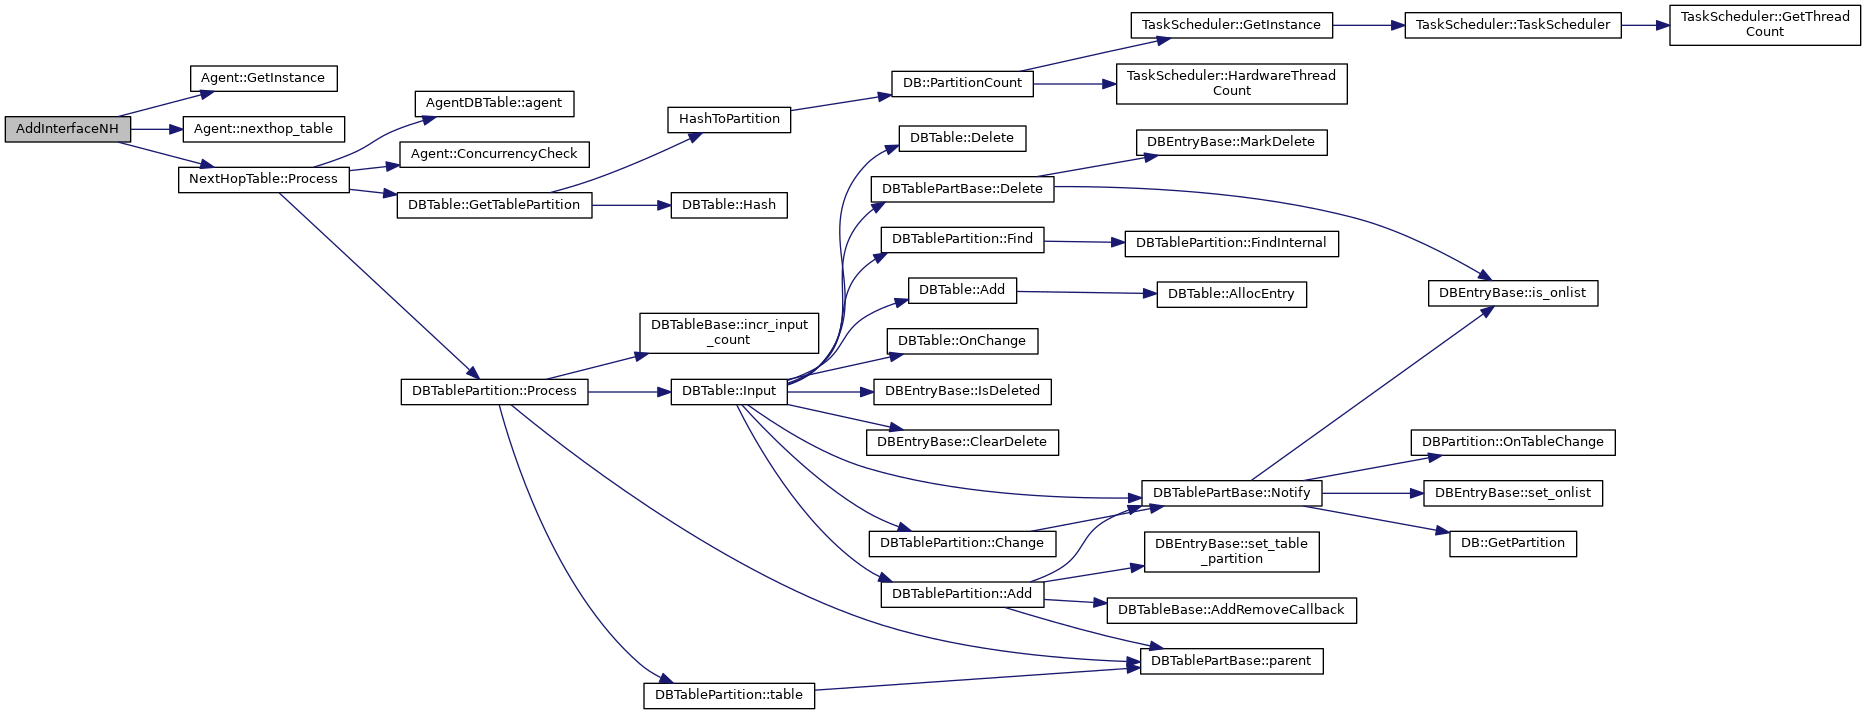 AddInterfaceNH
Agent::GetInstance
Agent::nexthop_table
NextHopTable::Process
AgentDBTable::agent
Agent::ConcurrencyCheck
DBTable::GetTablePartition
DBTablePartition::Process
HashToPartition
DBTable::Hash
DBTableBase::incr_input
_count
DBTable::Input
DBTablePartition::table
DB::PartitionCount
DBTable::Delete
DBTablePartBase::Delete
DBTablePartition::Find
DBTable::Add
DBTable::OnChange
DBEntryBase::IsDeleted
DBEntryBase::ClearDelete
DBTablePartition::Change
DBTablePartition::Add
TaskScheduler::GetInstance
TaskScheduler::HardwareThread
Count
DBEntryBase::MarkDelete
DBTablePartition::FindInternal
DBTable::AllocEntry
DBTablePartBase::Notify
DBEntryBase::set_table
_partition
DBTableBase::AddRemoveCallback
DBTablePartBase::parent
TaskScheduler::TaskScheduler
DBEntryBase::is_onlist
DBPartition::OnTableChange
DBEntryBase::set_onlist
DB::GetPartition
TaskScheduler::GetThread
Count